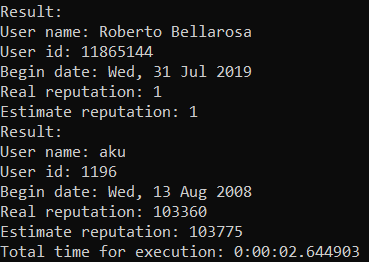 Result:
User name: Roberto Bellarosa
User id: 11865144
Begin date: Wed, 31 Jul 2019
Real reputation: 1
Estimate reputation: 1
Result:
User name: aku
User id: 1196
Begin date: Wed, 13 Aug 2008
Real reputation: 103360
Estimate reputation: 103775
Total time for execution: 0:00:02.644903